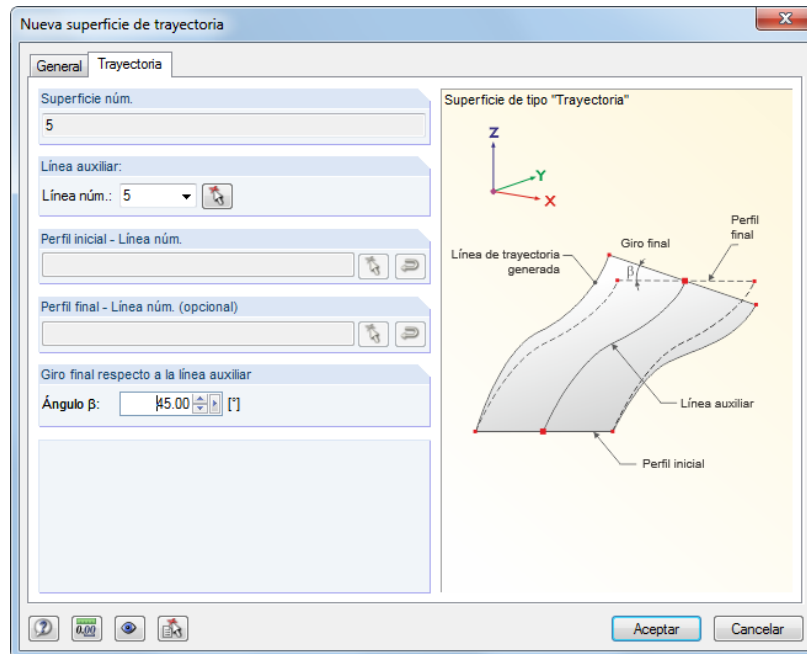 Nueva superficie de trayectoria
General
Trayectoria
Superficie núm.
5
Línea auxiliar:
Línea núm.: 5
Perfil inicial - Línea núm.
Perfil final - Línea núm. (opcional)
Giro final respecto a la línea auxiliar
Ángulo β: 45.00 [°]
Superficie de tipo "Trayectoria"
Z
Y
X
Perfil
final
Giro final
Línea de trayectoria
generada
β
Línea auxiliar
Perfil inicial
0.00
Aceptar
Cancelar